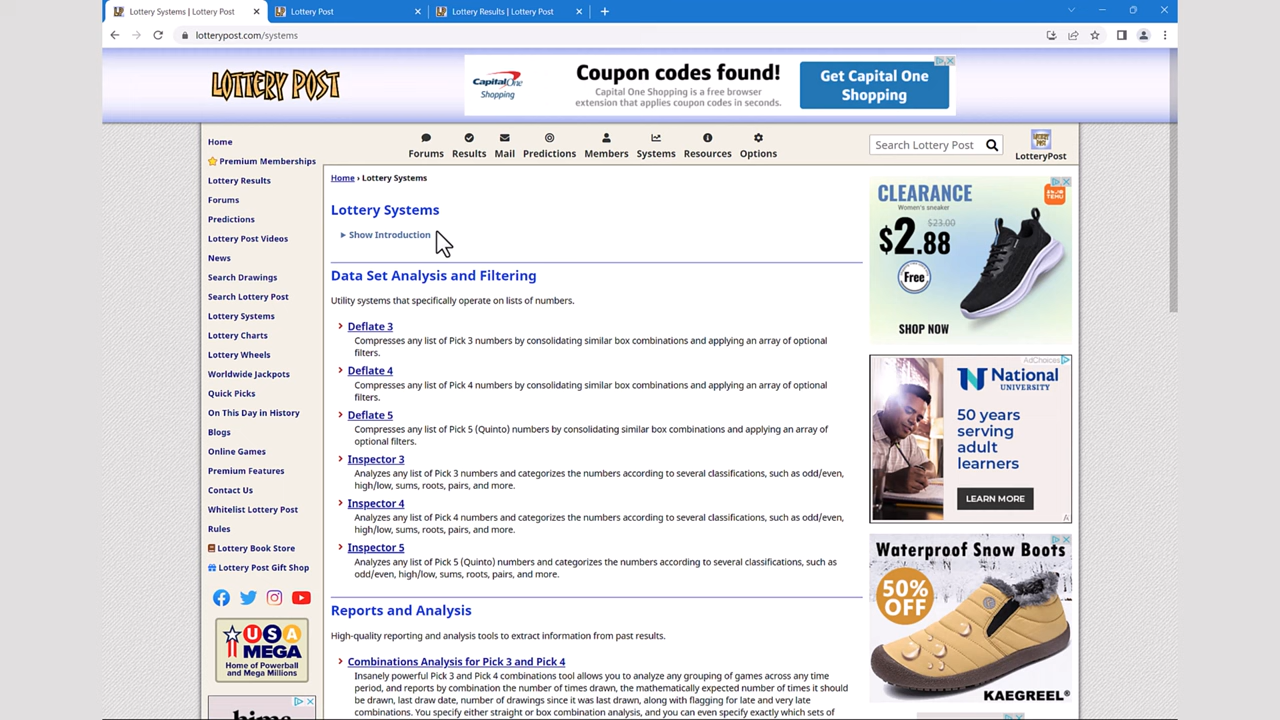 Lottery Systems | Lottery Post
Lottery Post
Lottery Results | Lottery Post
lotterypost.com/systems
LOTTERY POST
Capital One
Shopping
Coupon codes found!
Capital One Shopping is a free browser
extension that applies coupon codes in seconds.
Get Capital One
Shopping
Forums Results Mail Predictions Members Systems Resources Options
Search Lottery Post
LotteryPost
Home
Premium Memberships
Lottery Results
Forums
Predictions
Lottery Post Videos
News
Search Drawings
Search Lottery Post
Lottery Systems
Lottery Charts
Lottery Wheels
Worldwide Jackpots
Quick Picks
On This Day in History
Blogs
Online Games
Premium Features
Contact Us
Whitelist Lottery Post
Rules
Lottery Book Store
Lottery Post Gift Shop
USA
MEGA
Home of Powerball
and Mega Millions
Home › Lottery Systems
Lottery Systems
Show Introduction
Data Set Analysis and Filtering
Utility systems that specifically operate on lists of numbers.
Deflate 3
Compresses any list of Pick 3 numbers by consolidating similar box combinations and applying an array of optional
filters.
Deflate 4
Compresses any list of Pick 4 numbers by consolidating similar box combinations and applying an array of optional
filters.
Deflate 5
Compresses any list of Pick 5 (Quinto) numbers by consolidating similar box combinations and applying an array of
optional filters.
Inspector 3
Analyzes any list of Pick 3 numbers and categorizes the numbers according to several classifications, such as odd/even,
high/low, sums, roots, pairs, and more.
Inspector 4
Analyzes any list of Pick 4 numbers and categorizes the numbers according to several classifications, such as odd/even,
high/low, sums, roots, pairs, and more.
Inspector 5
Analyzes any list of Pick 5 (Quinto) numbers and categorizes the numbers according to several classifications, such as
odd/even, high/low, sums, roots, pairs, and more.
Reports and Analysis
High-quality reporting and analysis tools to extract information from past results.
Combinations Analysis for Pick 3 and Pick 4
Insanely powerful Pick 3 and Pick 4 combinations tool allows you to analyze any grouping of games across any time
period, and reports by combination the number of times drawn, the mathematically expected number of times it should
be drawn, last draw date, number of drawings since it was last drawn, along with flagging for late and very late
combinations. You specify either straight or box combination analysis, and you can even specify exactly which sets of
CLEARANCE
Women's sneaker
$23.00
$2.88
Free
TEMU
SHOP NOW
AdChoices
National
UNIVERSITY
50 years
serving
adult
learners
LEARN MORE
Waterproof Snow Boots
50%
OFF
KAEGREEL®